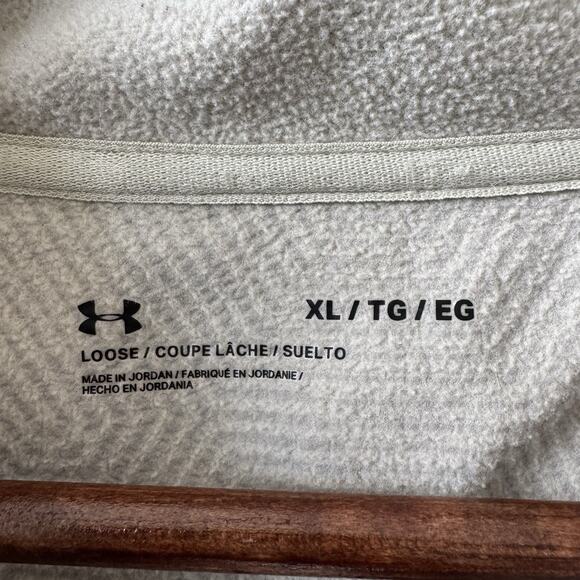 XL / TG / EG
LOOSE / COUPE LÂCHE / SUELTO
MADE IN JORDAN / FABRIQUÉ EN JORDANIE /
HECHO EN JORDANIA